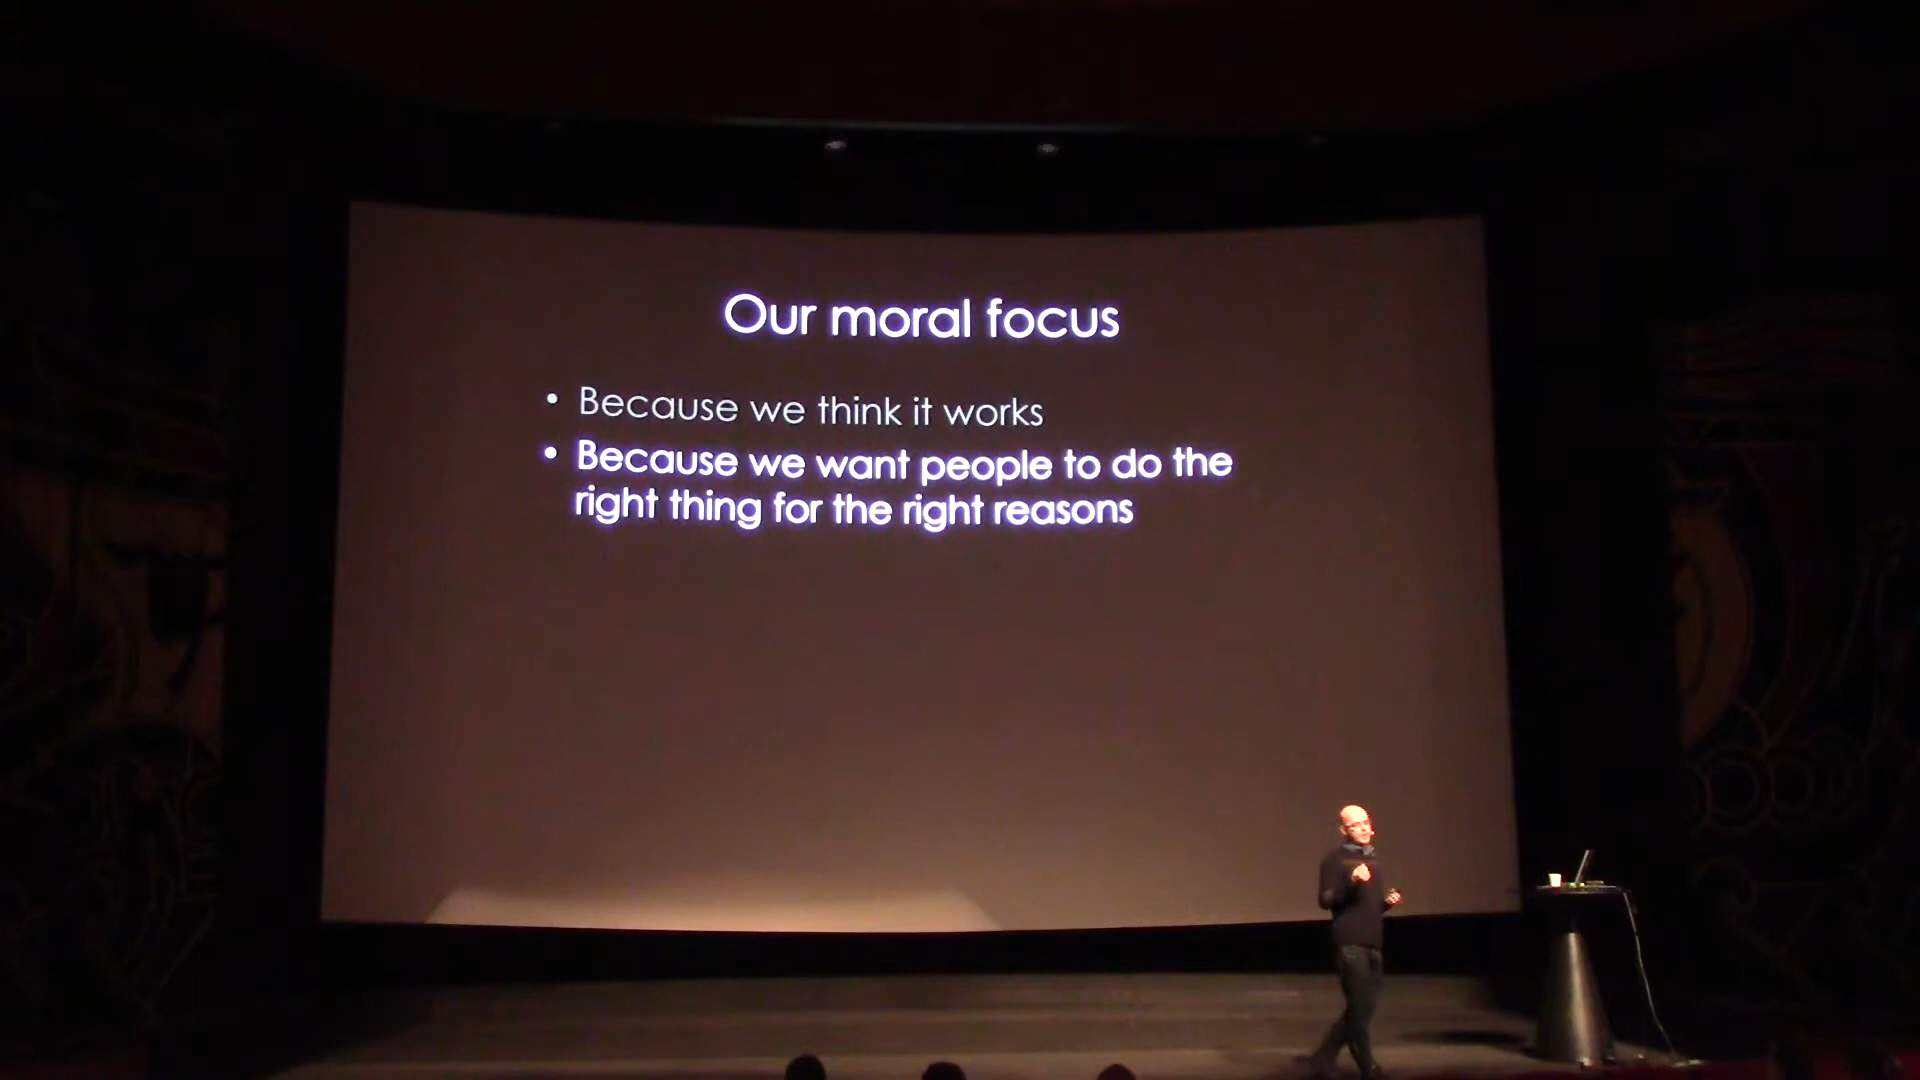 Our moral focus
• Because we think it works
• Because we want people to do the
right thing for the right reasons